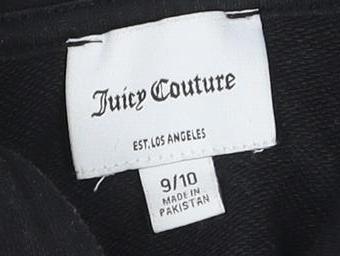 Juicy Couture
EST. LOS ANGELES
9/10
MADE IN
PAKISTAN